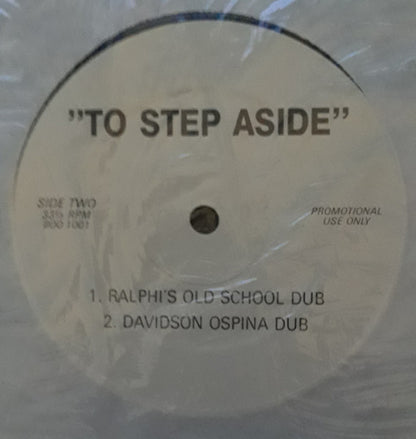 "TO STEP ASIDE"
SIDE TWO
33⅓ RPM
PROMOTIONAL
USE ONLY
1. RALPHI'S OLD SCHOOL DUB
2. DAVIDSON OSPINA DUB